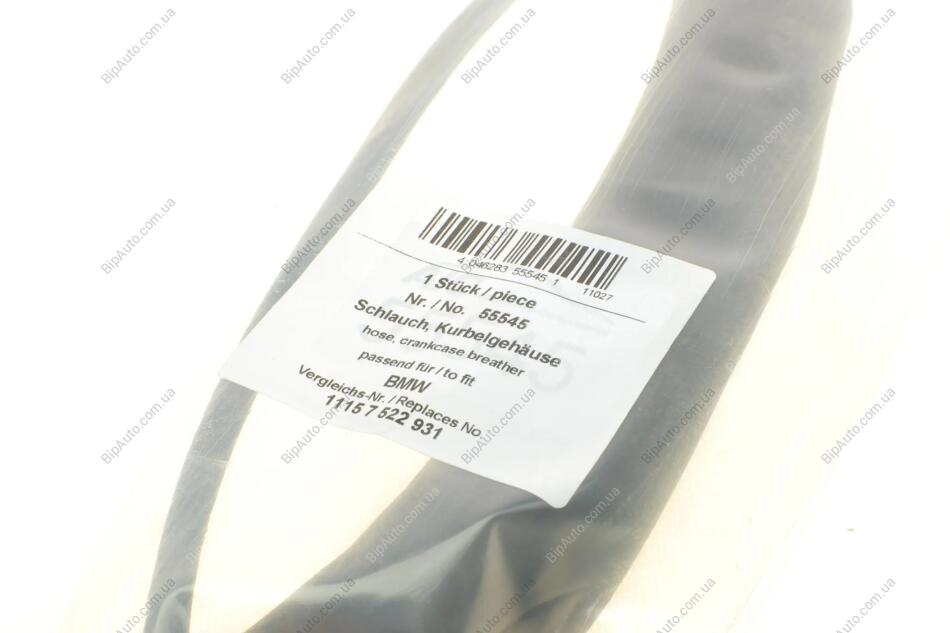 4 046283 55545 1 11027
1 Stück / piece
Nr. / No. 55545
Schlauch, Kurbelgehäuse
hose, crankcase breather
passend für / to fit
BMW
Vergleichs-Nr. / Replaces No.
1115 7 522 931
BipAuto.com.ua